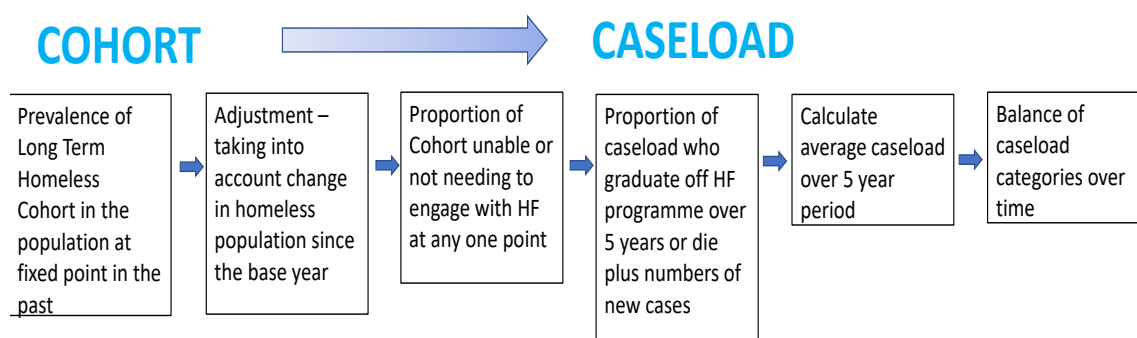 COHORT
CASELOAD
Prevalence of
Long Term
Homeless
Cohort in the
population at
fixed point in the
past
Adjustment –
taking into
account change
in homeless
population since
the base year
Proportion of
Cohort unable or
not needing to
engage with HF
at any one point
Proportion of
caseload who
graduate off HF
programme over
5 years or die
plus numbers of
new cases
Calculate
average caseload
over 5 year
period
Balance of
caseload
categories over
time